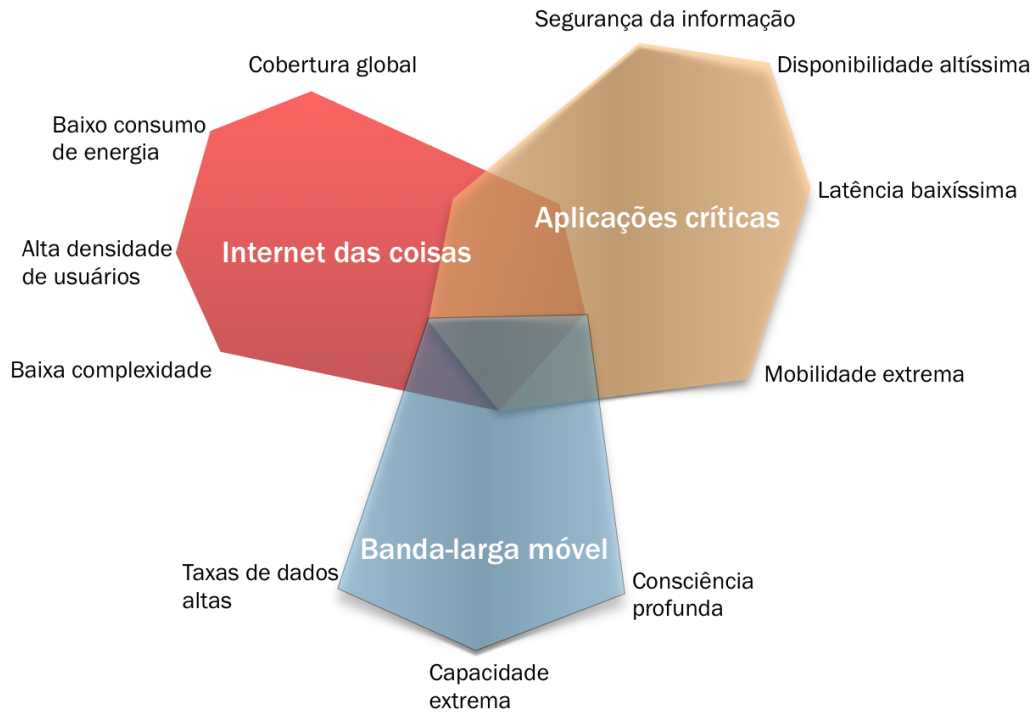 Segurança da informação
Cobertura global
Disponibilidade altíssima
Baixo consumo
de energia
Latência baixíssima
Aplicações críticas
Alta densidade
de usuários
Internet das coisas
Baixa complexidade
Mobilidade extrema
Banda-larga móvel
Taxas de dados
altas
Consciência
profunda
Capacidade
extrema